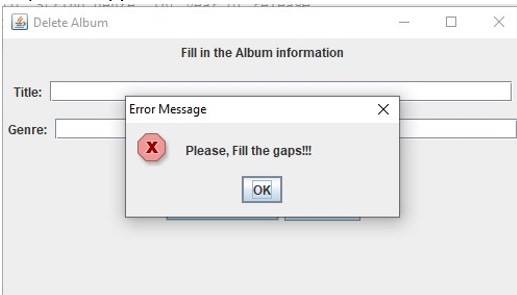 Delete Album
Fill in the Album information
Title:
Error Message
Genre:
Please, Fill the gaps!!!
OK